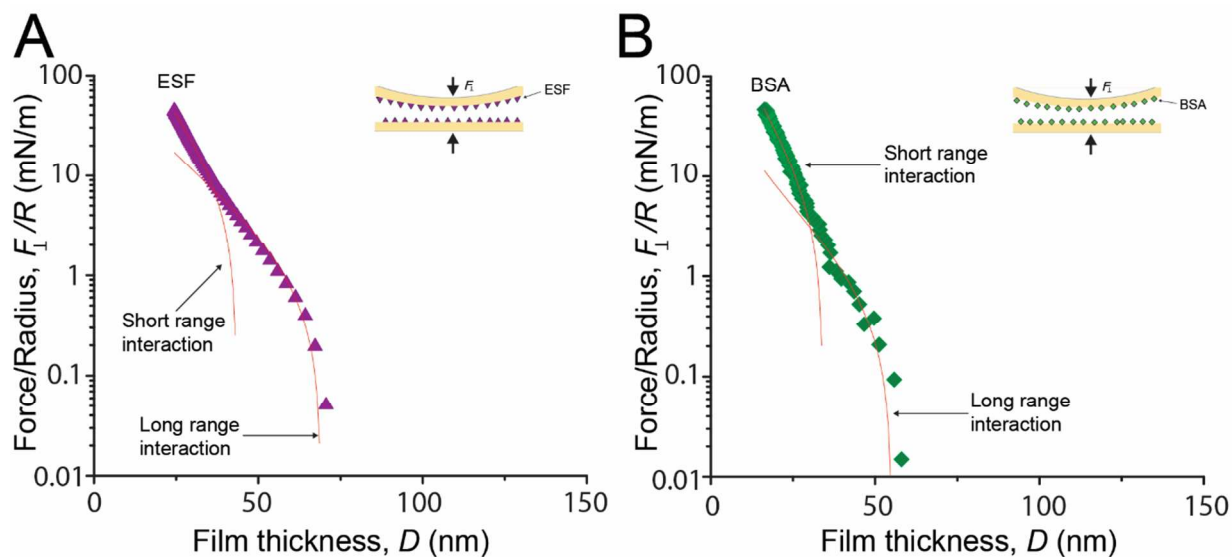 A
Force/Radius, F⊥/R (mN/m)
100
10
1
0.1
0.01
ESF
F⊥
ESF
Short range
interaction
Long range
interaction
0
50
100
150
Film thickness, D (nm)
B
Force/Radius, F⊥/R (mN/m)
100
10
1
0.1
0.01
BSA
F⊥
BSA
Short range
interaction
Long range
interaction
0
50
100
150
Film thickness, D (nm)